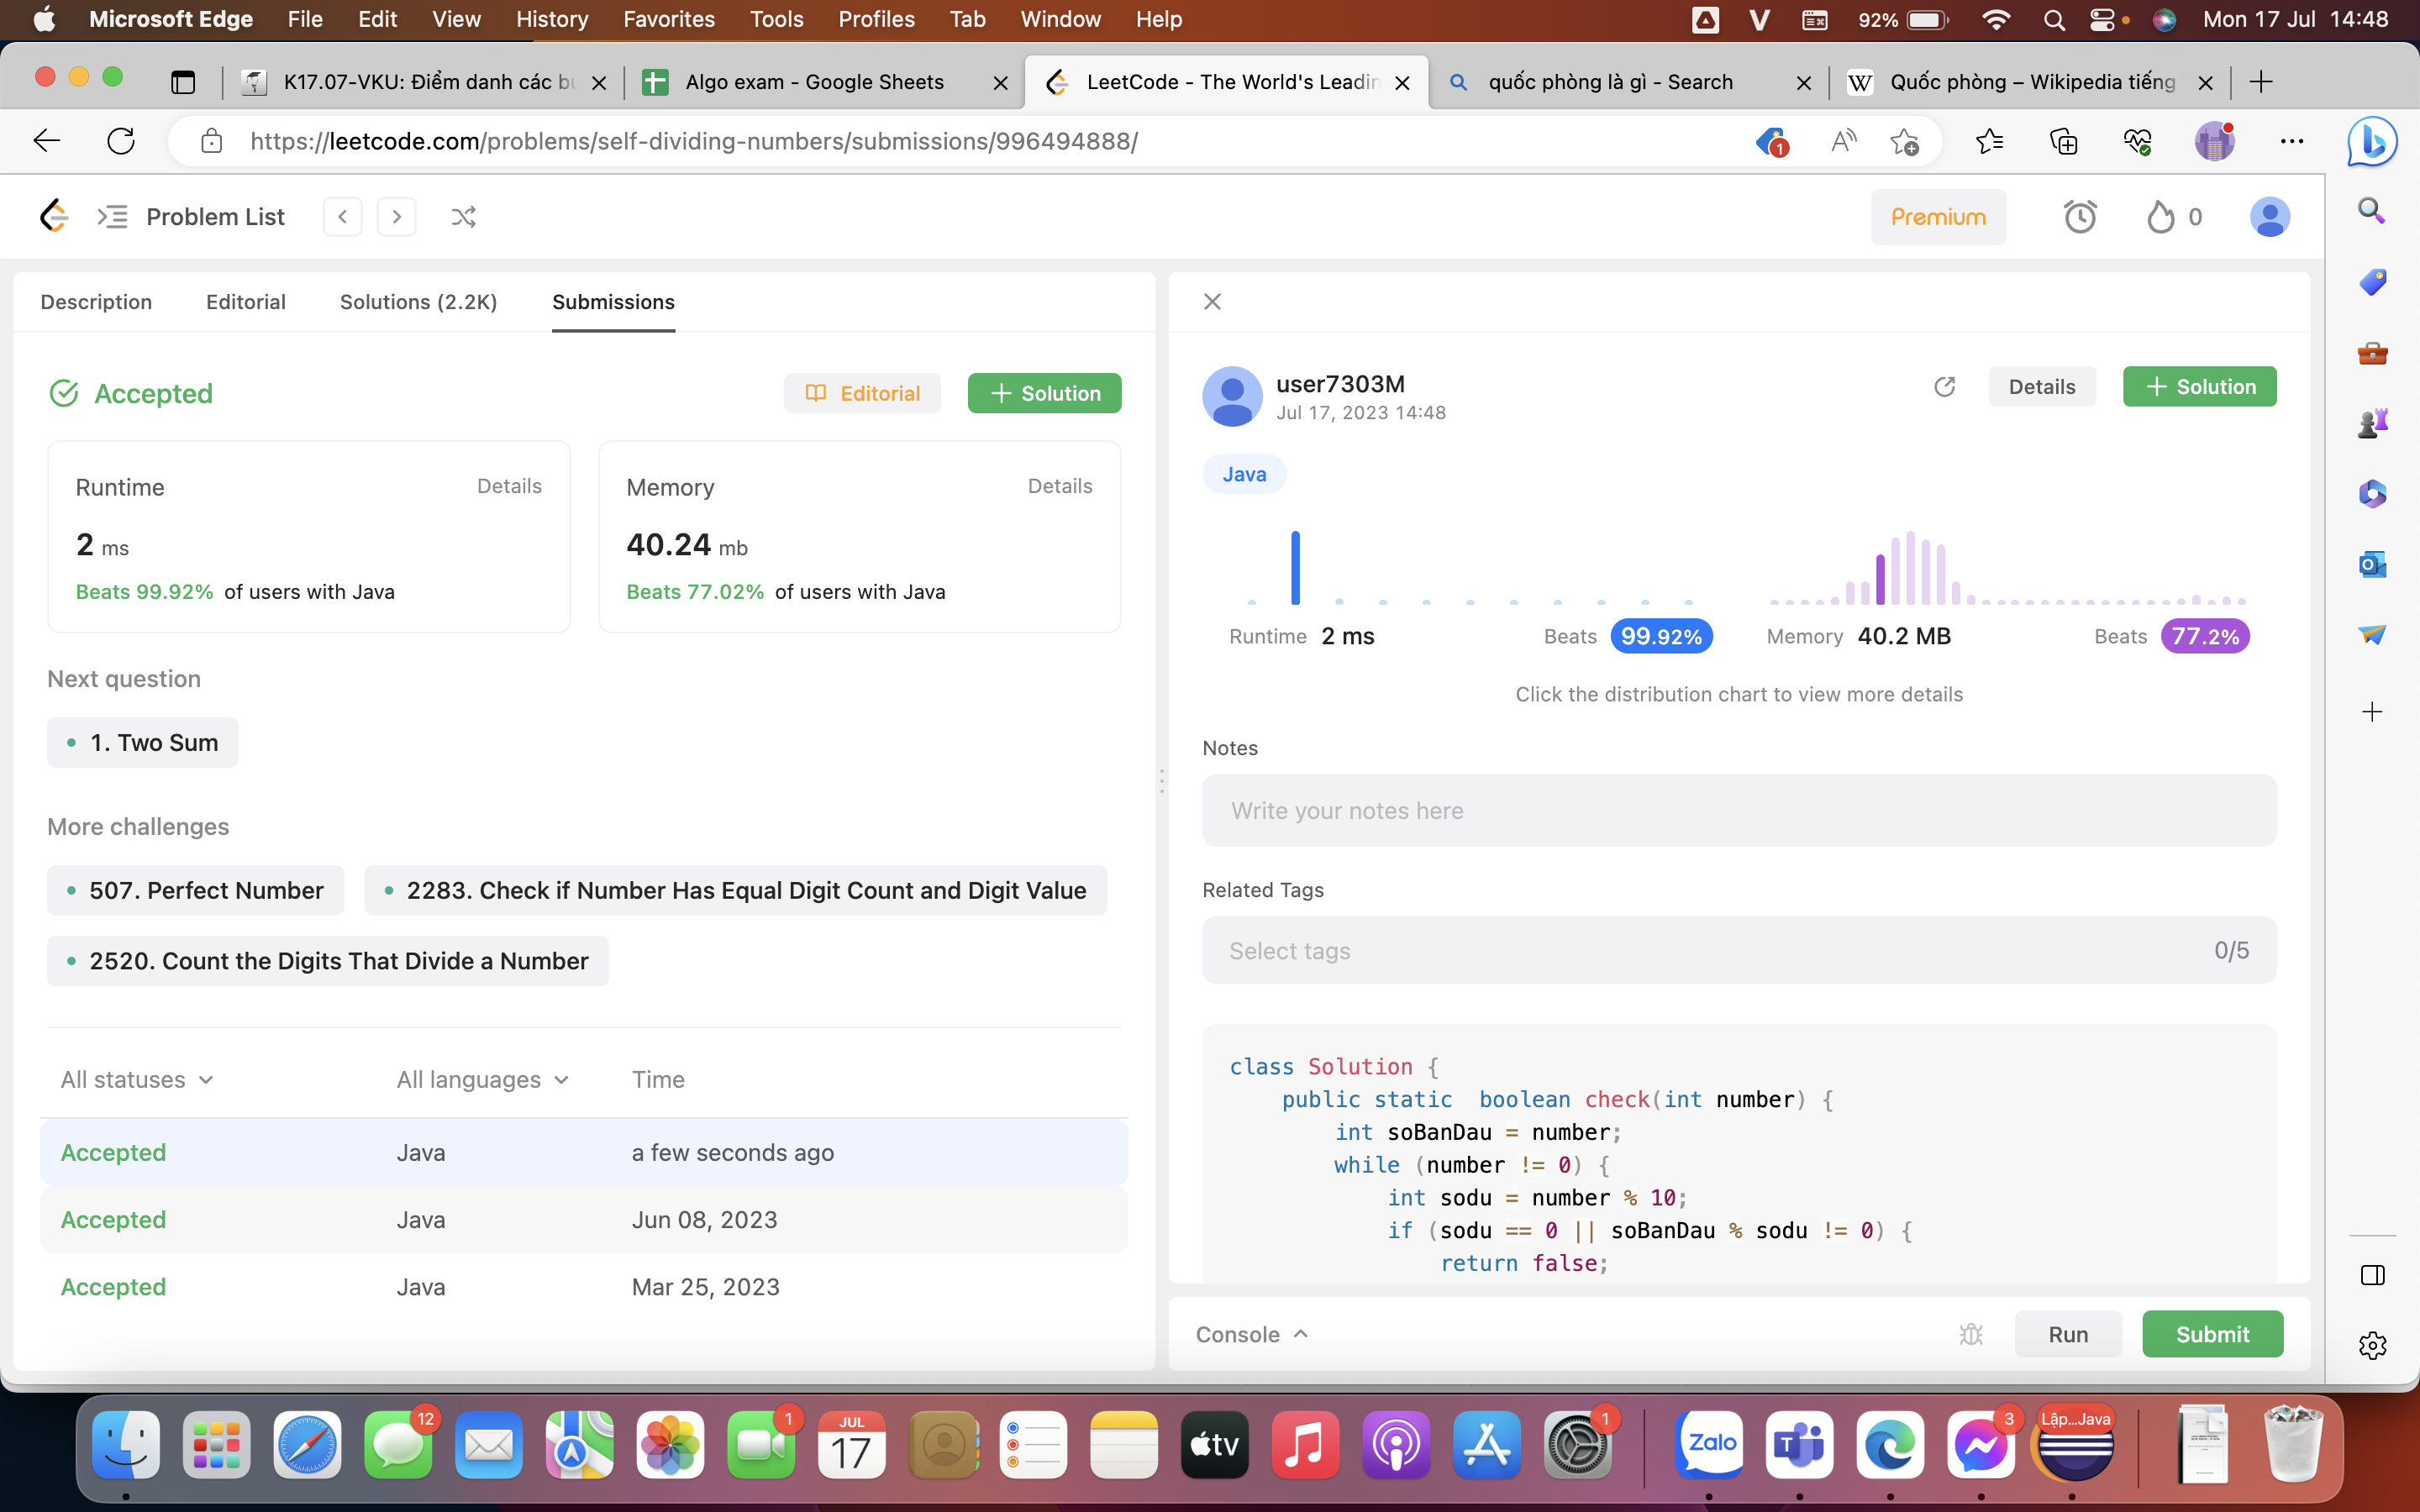 Microsoft Edge File Edit View History Favorites Tools Profiles Tab Window Help 92% Mon 17 Jul 14:48
K17.07-VKU: Điểm danh các bu Algo exam - Google Sheets LeetCode - The World's Leadin quốc phòng là gì - Search Quốc phòng – Wikipedia tiếng
https://leetcode.com/problems/self-dividing-numbers/submissions/996494888/ 1
Problem List Premium 0
Description Editorial Solutions (2.2K) Submissions
Accepted Editorial Solution
Runtime Details
2 ms
Beats 99.92% of users with Java
Memory Details
40.24 mb
Beats 77.02% of users with Java
Next question
1. Two Sum
More challenges
507. Perfect Number 2283. Check if Number Has Equal Digit Count and Digit Value
2520. Count the Digits That Divide a Number
All statuses All languages Time
Accepted Java a few seconds ago
Accepted Java Jun 08, 2023
Accepted Java Mar 25, 2023
user7303M
Jul 17, 2023 14:48
Details Solution
Java
Runtime 2 ms Beats 99.92% Memory 40.2 MB Beats 77.2%
Click the distribution chart to view more details
Notes
Write your notes here
Related Tags
Select tags 0/5
class Solution {
public static  boolean check(int number) {
int soBanDau = number;
while (number != 0) {
int sodu = number % 10;
if (sodu == 0 || soBanDau % sodu != 0) {
return false;
Console Run Submit
12 1 JUL 17 tv 1 Zalo 3 Lập...Java